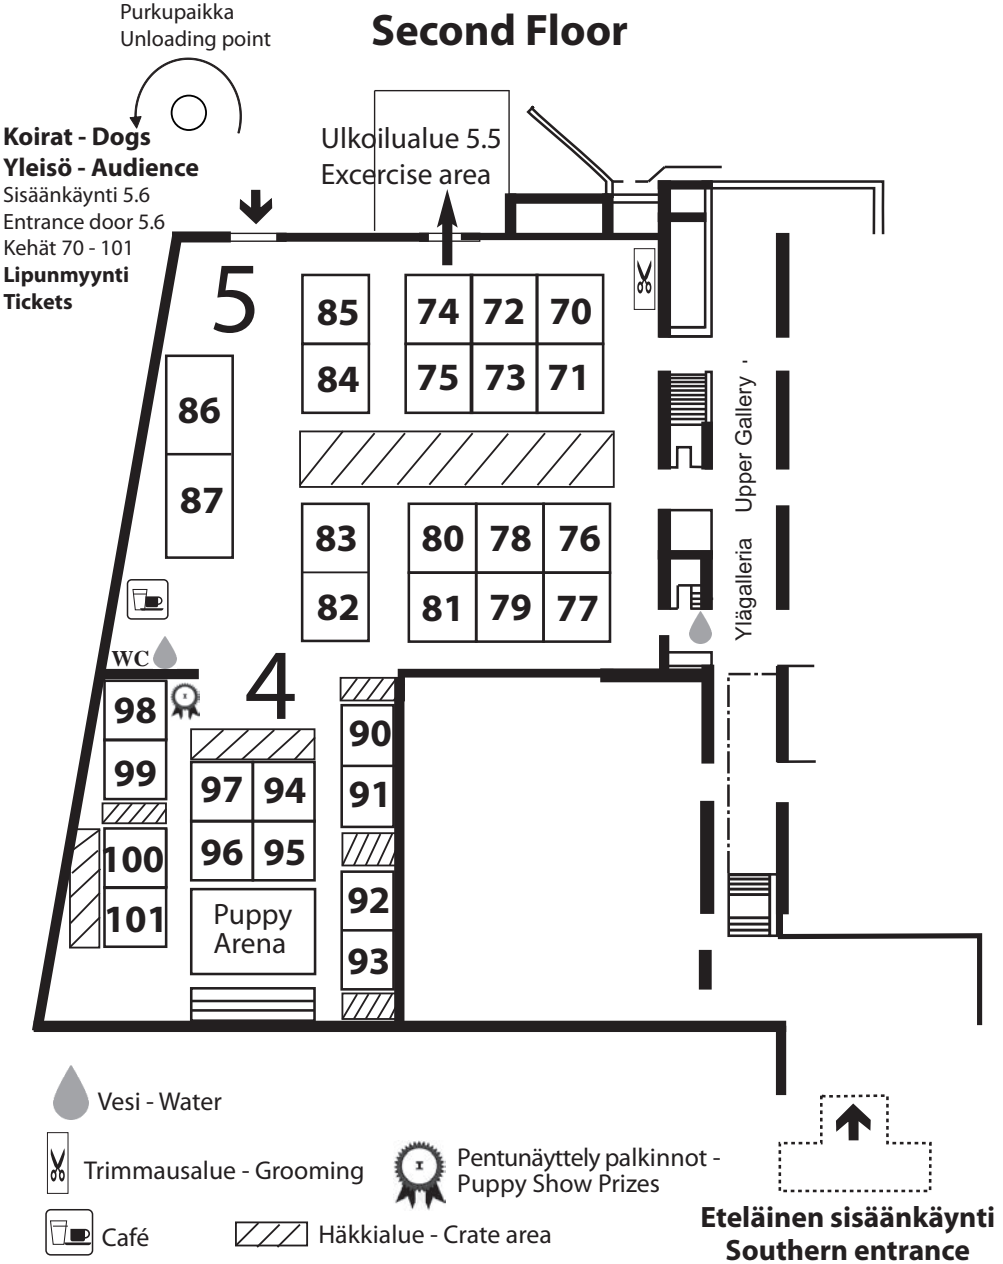 Purkupaikka
Unloading point
Second Floor
Koirat - Dogs
Yleisö - Audience
Sisäänkäynti 5.6
Entrance door 5.6
Kehät 70 - 101
Lipunmyynti
Tickets
Ulkoilualue 5.5
Excercise area
5
85 74 72 70
84 75 73 71
86
87
83 80 78 76
82 81 79 77
Ylägalleria Upper Gallery -
WC
4
98
99
100
101
97 94
96 95
Puppy
Arena
90
91
92
93
Vesi - Water
Trimmausalue - Grooming
Café
I
Pentunäyttely palkinnot -
Puppy Show Prizes
Häkkialue - Crate area
Eteläinen sisäänkäynti
Southern entrance